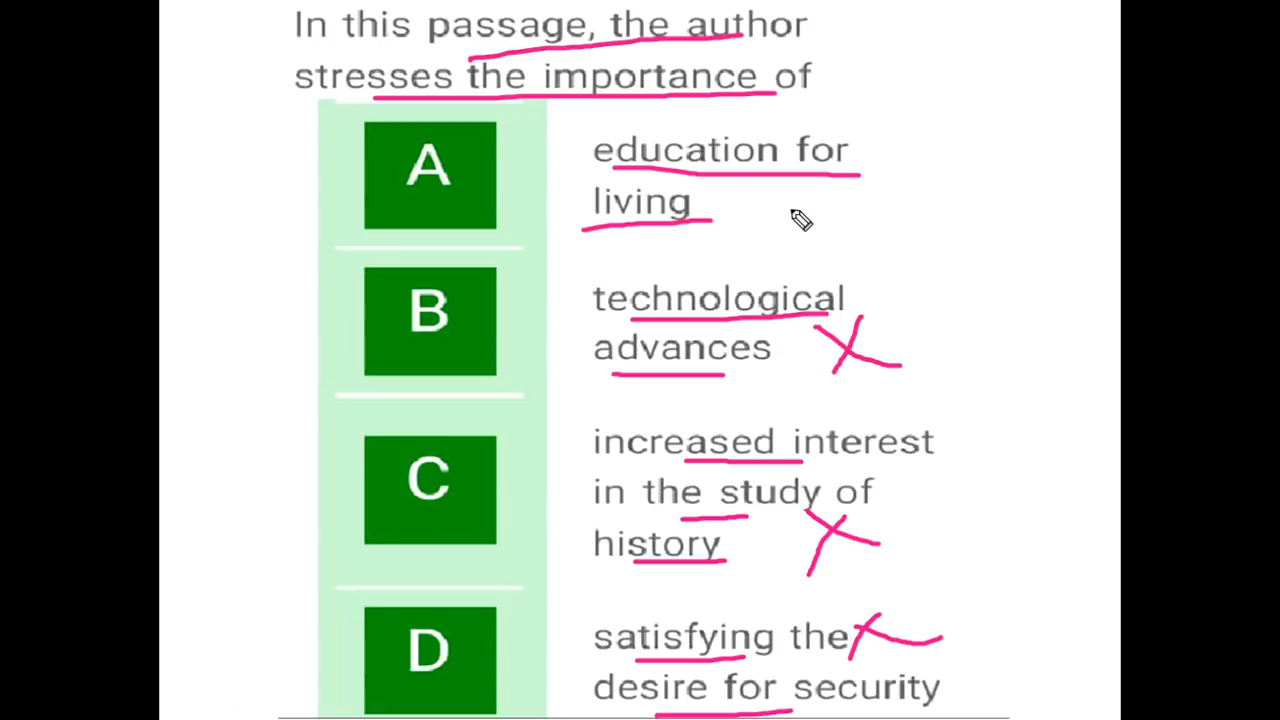 In this passage, the author
stresses the importance of
A
education for
living
B
technological
advances
C
increased interest
in the study of
history
D
satisfying the
desire for security